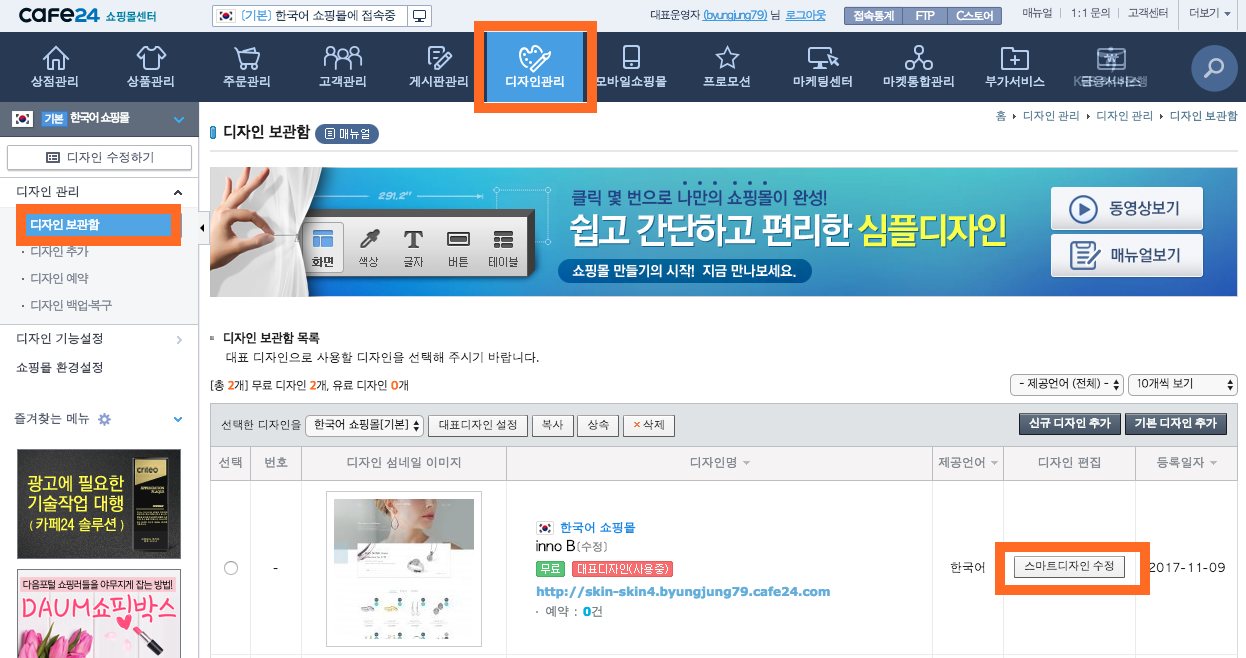 cafe24 쇼핑몰센터
[기본] 한국어 쇼핑몰에 접속중
대표운영자 (byungjung79) 님 로그아웃
접속통계 FTP C스토어
매뉴얼 1:1 문의 고객센터 더보기
상점관리 상품관리 주문관리 고객관리 게시판관리 디자인관리 모바일쇼핑몰 프로모션 마케팅센터 마켓통합관리 부가서비스 금융서비스
기본 한국어 쇼핑몰
디자인 수정하기
디자인 관리
디자인 보관함
· 디자인 추가
· 디자인 예약
· 디자인 백업·복구
디자인 기능설정
쇼핑몰 환경설정
즐겨찾는 메뉴
광고에 필요한
기술작업 대행
( 카페24 솔루션 )
criteo
다음포털 쇼핑러들을 야무지게 잡는 방법!
DAUM쇼핑박스
홈 디자인 관리 디자인 관리 디자인 보관함
디자인 보관함 매뉴얼
291.2"
화면 색상 글자 버튼 테이블
클릭 몇 번으로 나만의 쇼핑몰이 완성!
쉽고 간단하고 편리한 심플디자인
쇼핑몰 만들기의 시작! 지금 만나보세요.
동영상보기
매뉴얼보기
디자인 보관함 목록
대표 디자인으로 사용할 디자인을 선택해 주시기 바랍니다.
[총 2개] 무료 디자인 2개, 유료 디자인 0개
- 제공언어 (전체) - 10개씩 보기
선택한 디자인을 한국어 쇼핑몰[기본] 대표디자인 설정 복사 상속 × 삭제 신규 디자인 추가 기본 디자인 추가
선택 번호 디자인 섬네일 이미지 디자인명 제공언어 디자인 편집 등록일자
한국어 쇼핑몰
inno B[수정]
무료 대표디자인(사용중)
http://skin-skin4.byungjung79.cafe24.com
· 예약 : 0건
- 한국어 스마트디자인 수정 2017-11-09